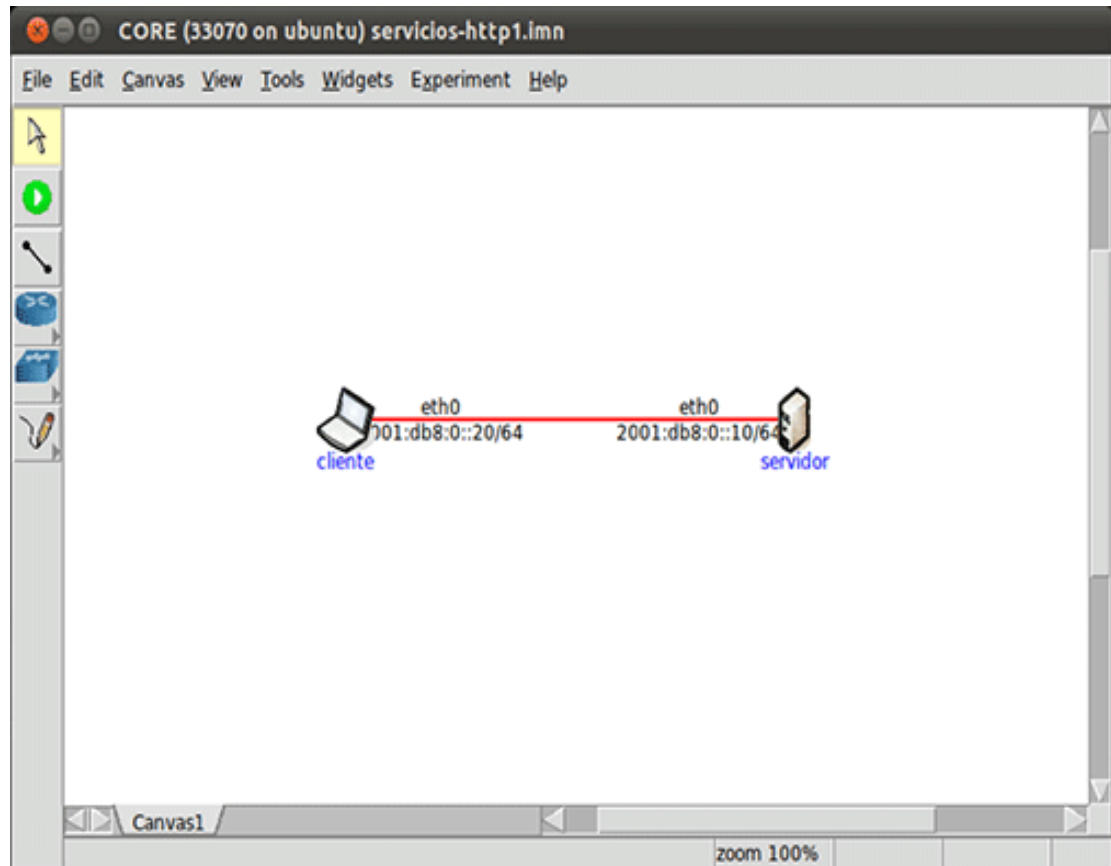 CORE (33070 on ubuntu) servicios-http1.imn
File Edit Canvas View Tools Widgets Experiment Help
eth0 eth0
001:db8:0::20/64 2001:db8:0::10/64
cliente servidor
Canvas1
zoom 100%